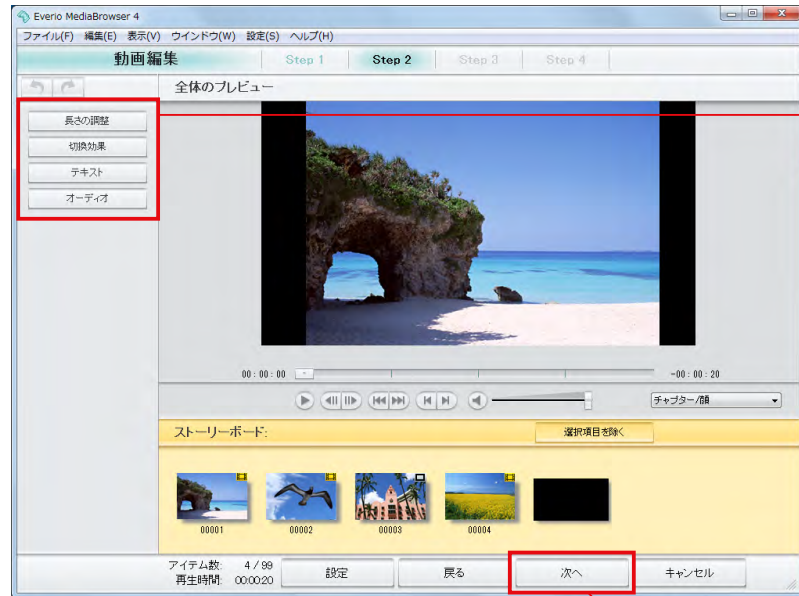 Everio MediaBrowser 4
ファイル(F) 編集(E) 表示(V) ウインドウ(W) 設定(S) ヘルプ(H)
動画編集 Step 1 Step 2 Step 3 Step 4
全体のプレビュー
長さの調整
切換効果
テキスト
オーディオ
00 : 00 : 00 -00 : 00 : 20
チャプター/顔
ストーリーボード: 選択項目を除く
00001 00002 00003 00004
アイテム数: 4 / 99
再生時間: 00:00:20
設定 戻る 次へ キャンセル